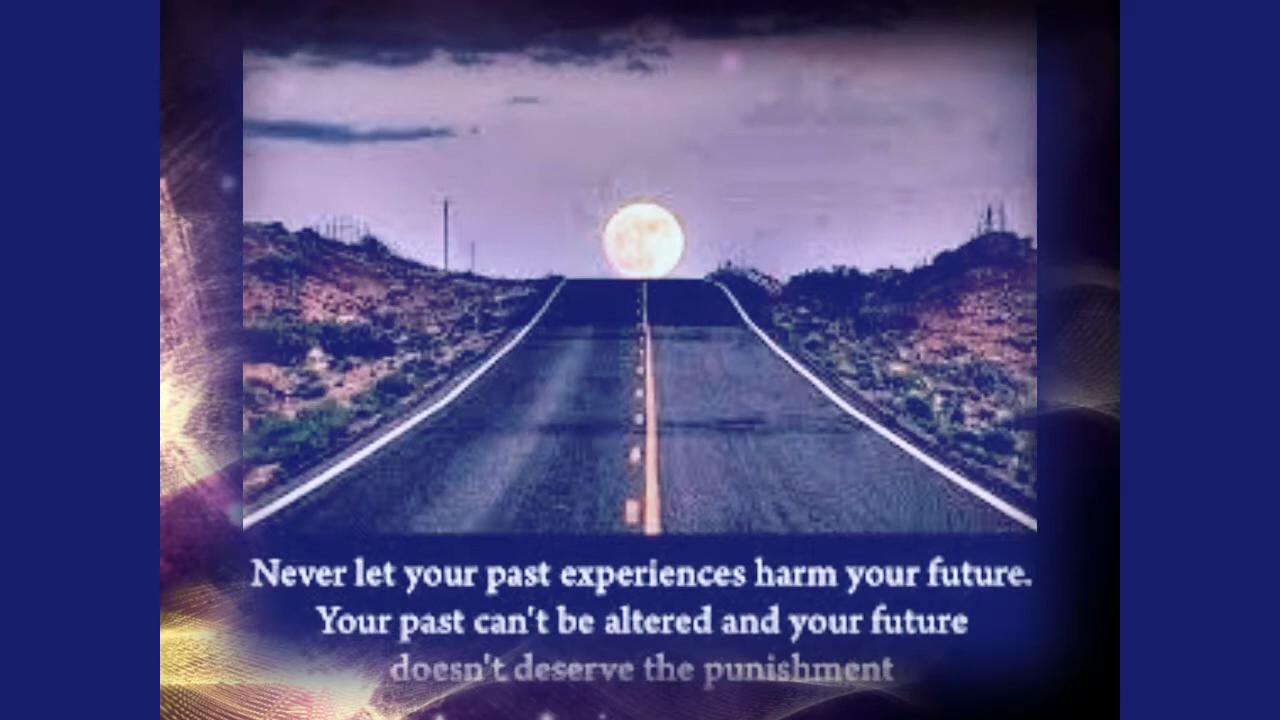 Never let your past experiences harm your future.
Your past can't be altered and your future
doesn't deserve the punishment